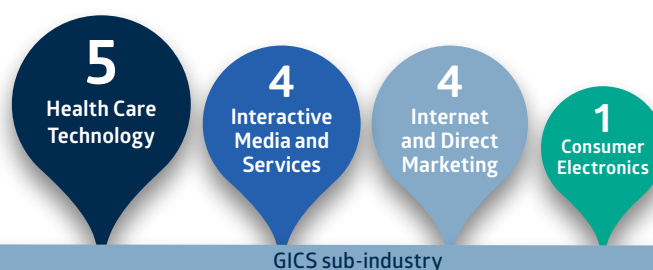 5
Health Care
Technology
4
Interactive
Media and
Services
4
Internet
and Direct
Marketing
1
Consumer
Electronics
GICS sub-industry